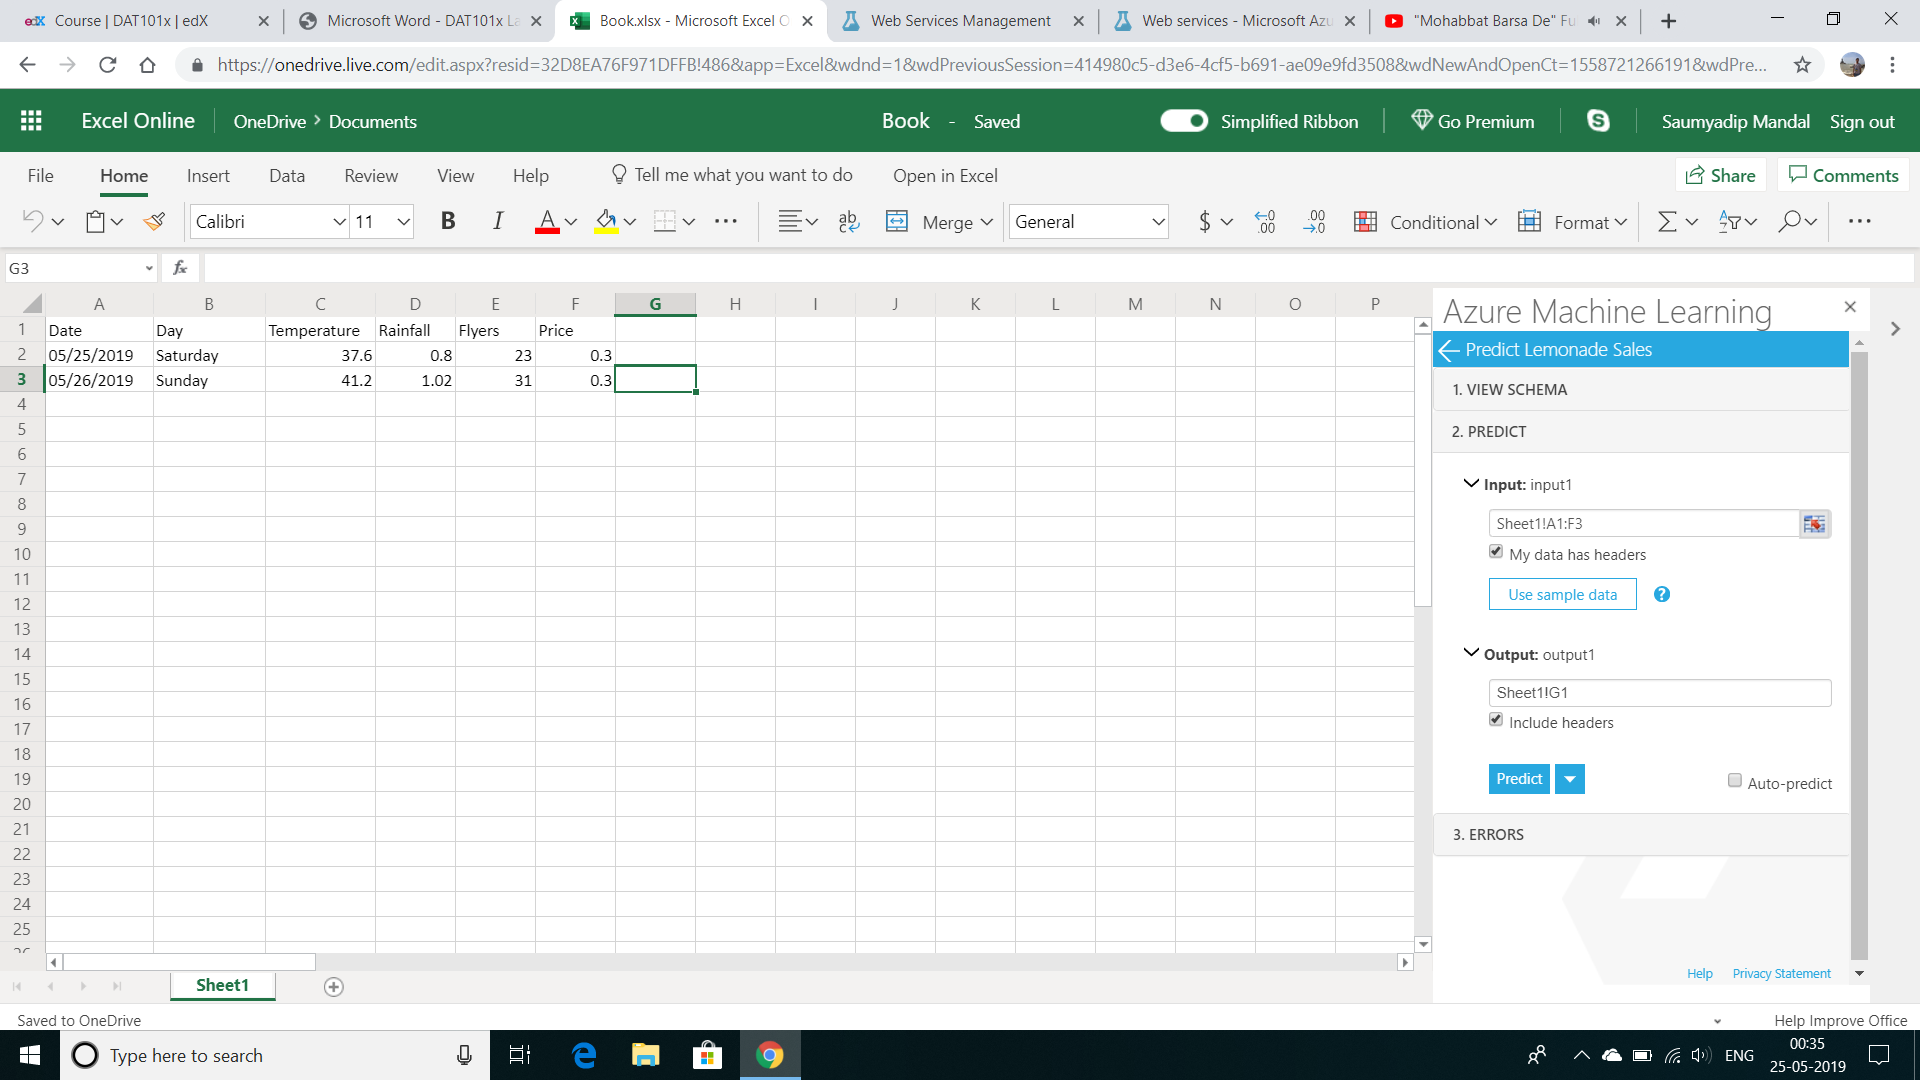 Course | DAT101x | edX
Microsoft Word - DAT101x La
Book.xlsx - Microsoft Excel O
Web Services Management
Web services - Microsoft Azu
"Mohabbat Barsa De" Fu
https://onedrive.live.com/edit.aspx?resid=32D8EA76F971DFFB!486&app=Excel&wdnd=1&wdPreviousSession=414980c5-d3e6-4cf5-b691-ae09e9fd3508&wdNewAndOpenCt=1558721266191&wdPre...
Excel Online OneDrive > Documents Book - Saved Simplified Ribbon Go Premium Saumyadip Mandal Sign out
File Home Insert Data Review View Help Tell me what you want to do Open in Excel Share Comments
Calibri 11 B I A ab c Merge General $ .00 .00 Conditional Format
G3 fx
A B C D E F G H I J K L M N O P
1 Date Day Temperature Rainfall Flyers Price
2 05/25/2019 Saturday 37.6 0.8 23 0.3
3 05/26/2019 Sunday 41.2 1.02 31 0.3
4
5
6
7
8
9
10
11
12
13
14
15
16
17
18
19
20
21
22
23
24
25
26
Azure Machine Learning
Predict Lemonade Sales
1. VIEW SCHEMA
2. PREDICT
Input: input1
Sheet1!A1:F3
My data has headers
Use sample data ?
Output: output1
Sheet1!G1
Include headers
Predict Auto-predict
3. ERRORS
Help Privacy Statement
Sheet1
Saved to OneDrive Help Improve Office
Type here to search
ENG
00:35
25-05-2019